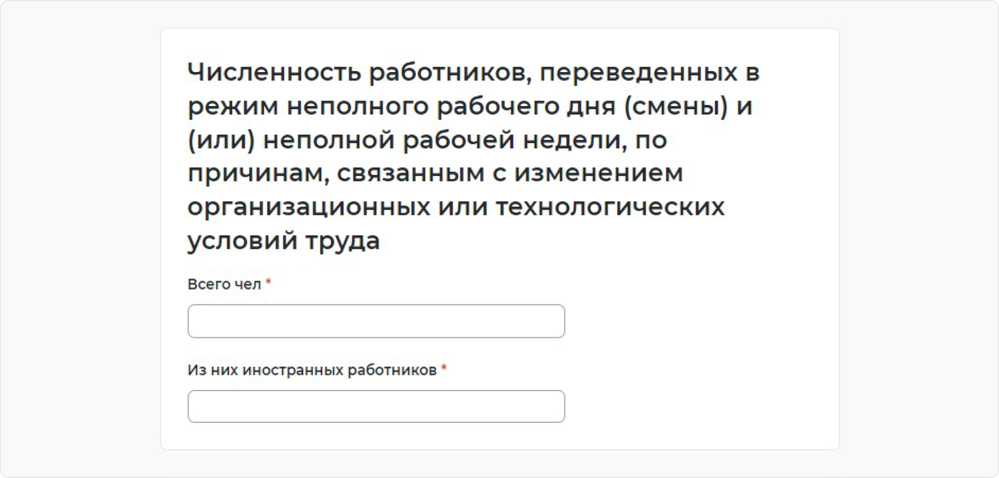 Численность работников, переведенных в
режим неполного рабочего дня (смены) и
(или) неполной рабочей недели, по
причинам, связанным с изменением
организационных или технологических
условий труда
Всего чел *
Из них иностранных работников *